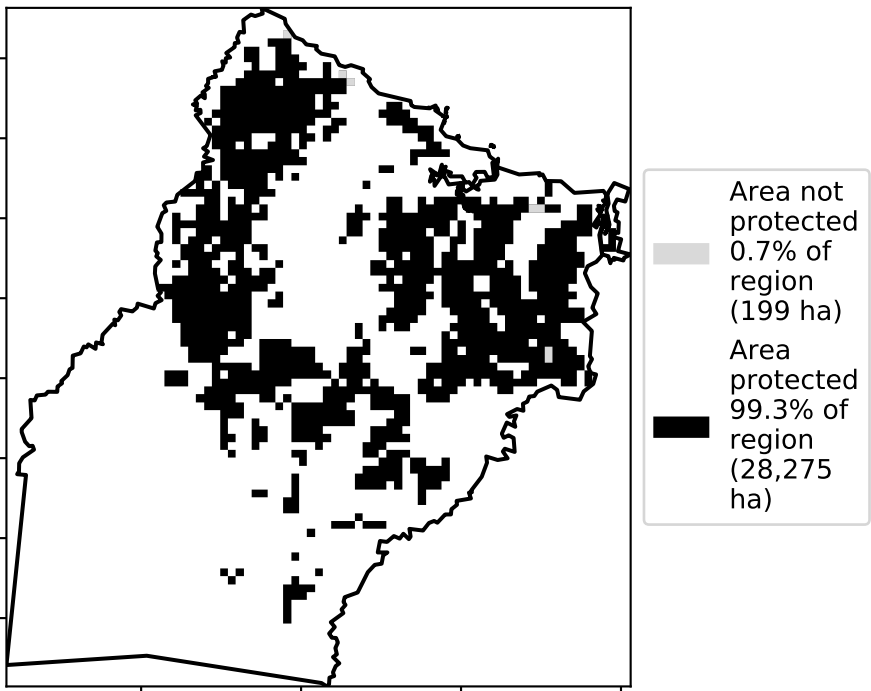 Area not
protected
0.7% of
region
(199 ha)
Area
protected
99.3% of
region
(28,275
ha)